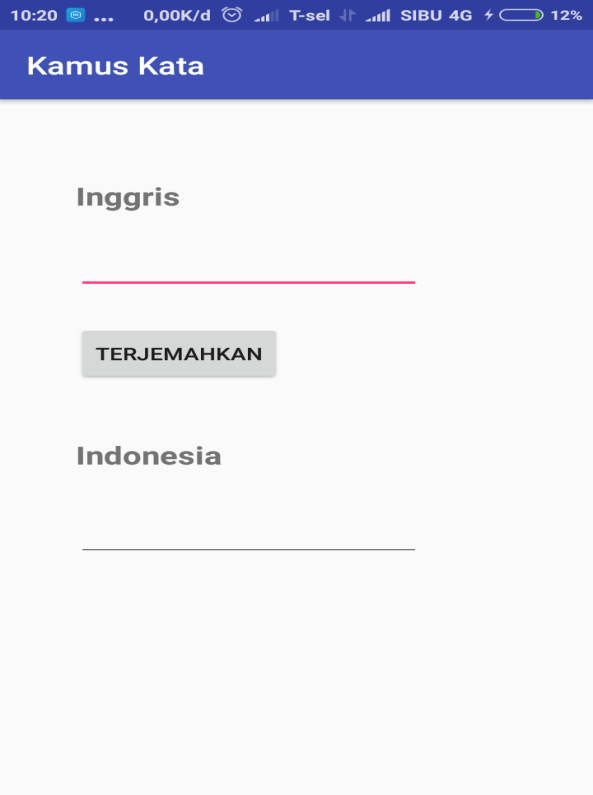 10:20 ... 0,00K/d T-sel SIBU 4G 12%
Kamus Kata
Inggris
TERJEMAHKAN
Indonesia